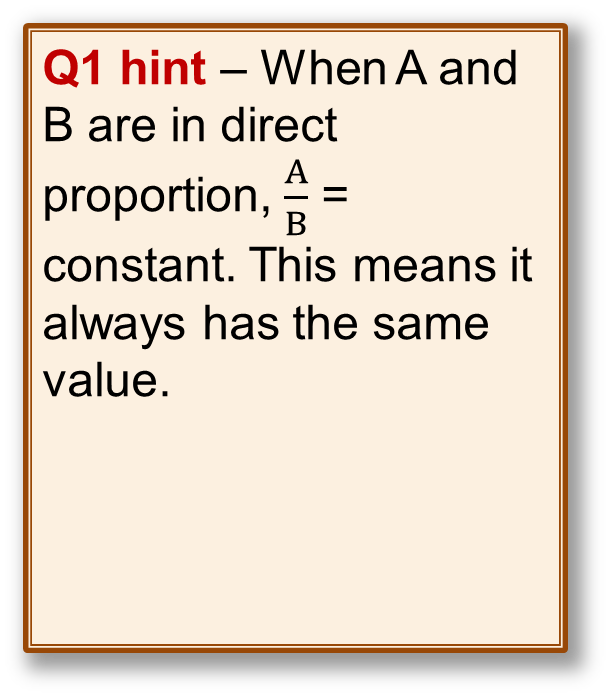 Q1 hint – When A and
B are in direct
proportion, A/B =
constant. This means it
always has the same
value.